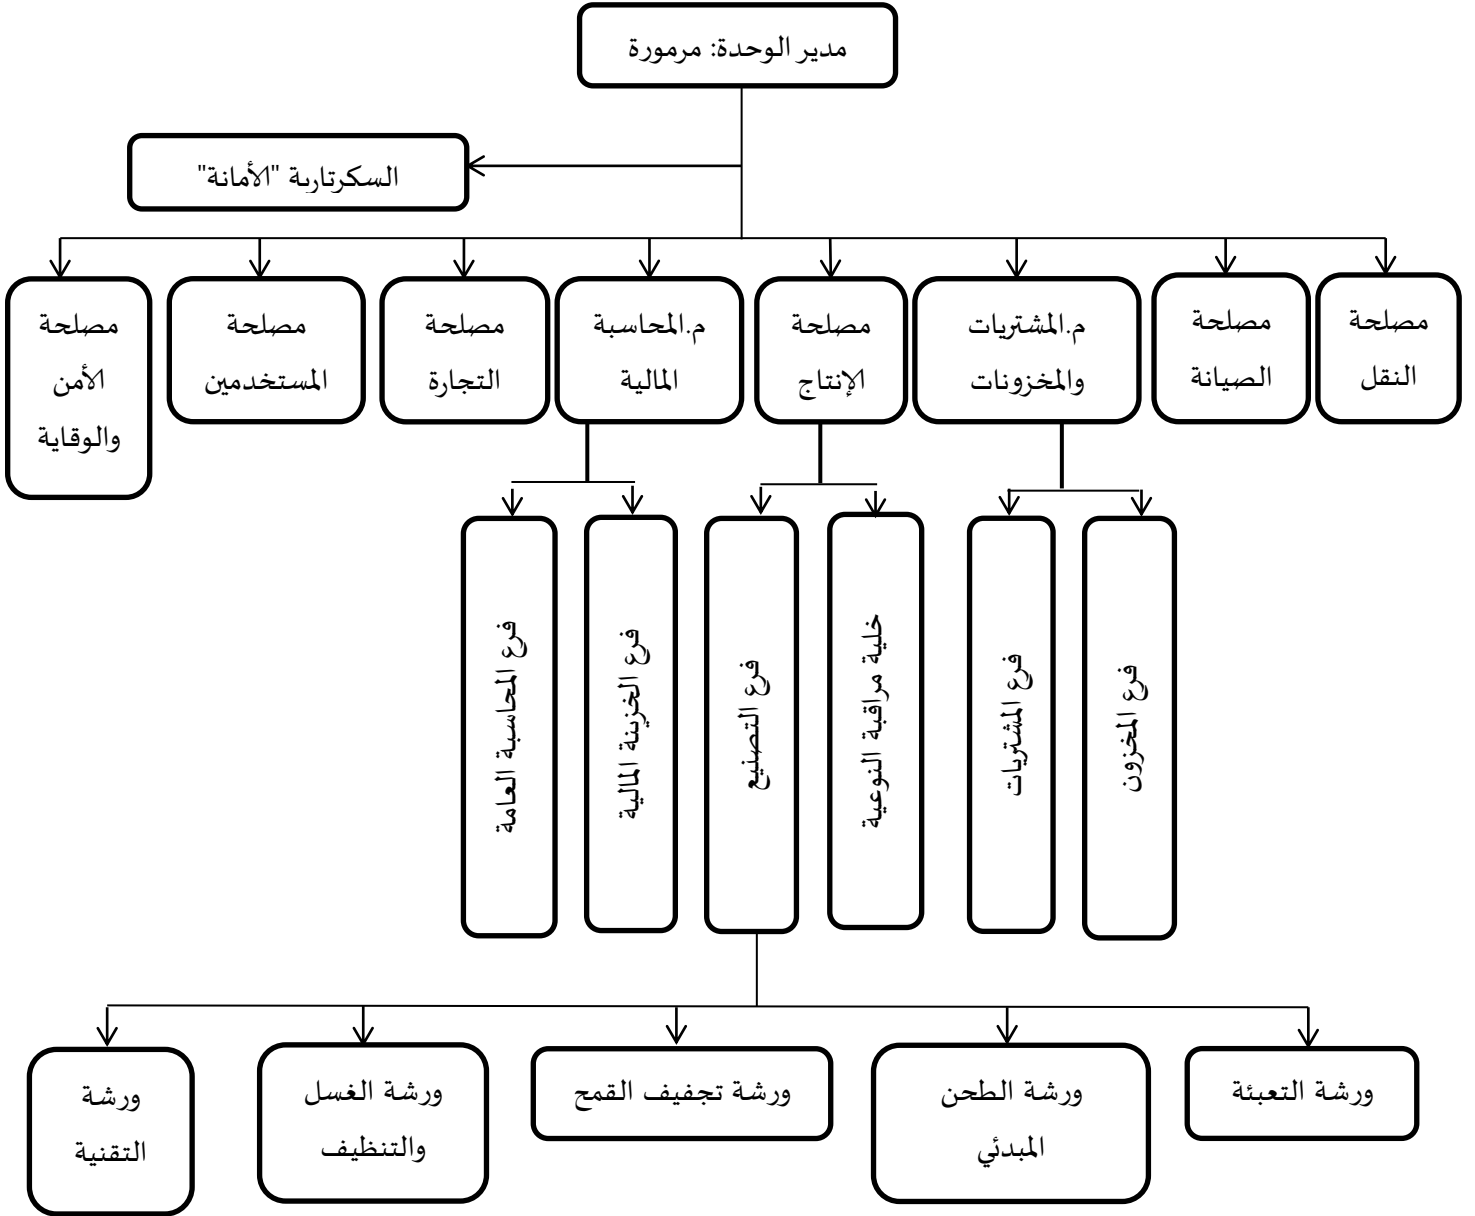 مدير الوحدة: مرمورة
السكرتارية "الأمانة"
مصلحة
النقل
مصلحة
الصيانة
م.المشتريات
والمخزونات
مصلحة
الإنتاج
م.المحاسبة
المالية
مصلحة
التجارة
مصلحة
المستخدمين
مصلحة
الأمن
والوقاية
فرع المخزون
فرع المشتريات
خلية مراقبة النوعية
فرع التصنيع
فرع الخزينة المالية
فرع المحاسبة العامة
ورشة التعبئة
ورشة الطحن
المبدئي
ورشة تجفيف القمح
ورشة الغسل
والتنظيف
ورشة
التقنية